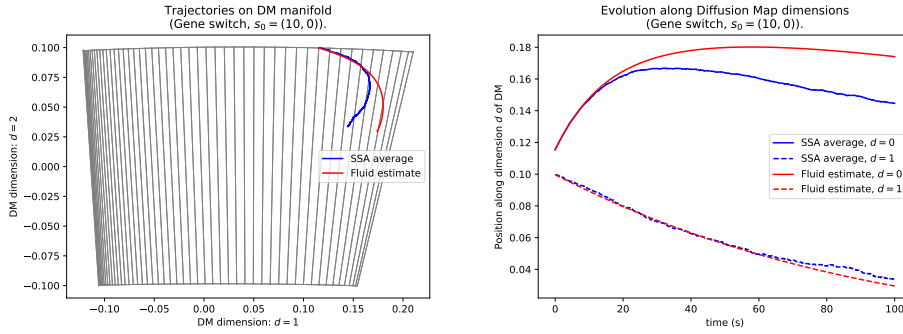 Trajectories on DM manifold
(Gene switch, s₀ = (10, 0)).
0.100
0.075
0.050
0.025
0.000
−0.025
−0.050
−0.075
−0.100
DM dimension: d = 2
SSA average
Fluid estimate
−0.10 −0.05 0.00 0.05 0.10 0.15 0.20
DM dimension: d = 1
Evolution along Diffusion Map dimensions
(Gene switch, s₀ = (10, 0)).
0.18
0.16
0.14
0.12
0.10
0.08
0.06
0.04
Position along dimension d of DM
SSA average, d = 0
SSA average, d = 1
Fluid estimate, d = 0
Fluid estimate, d = 1
0 20 40 60 80 100
time (s)